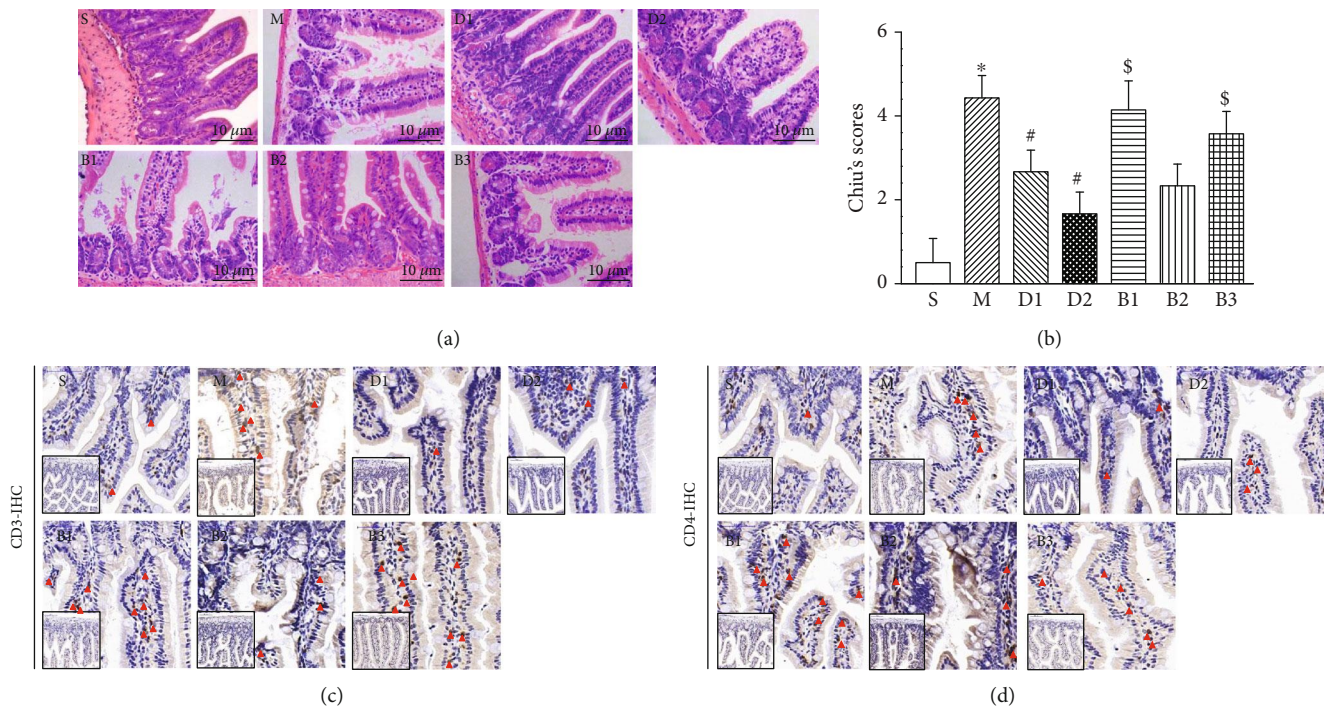 S
M
D1
D2
10 µm
10 µm
10 µm
10 µm
B1
B2
B3
10 µm
10 µm
10 µm
(a)
Chiu's scores
6
4
2
0
*
#
#
$
$
S M D1 D2 B1 B2 B3
(b)
CD3-IHC
S
M
D1
D2
B1
B2
B3
(c)
CD4-IHC
S
M
D1
D2
B1
B2
B3
(d)